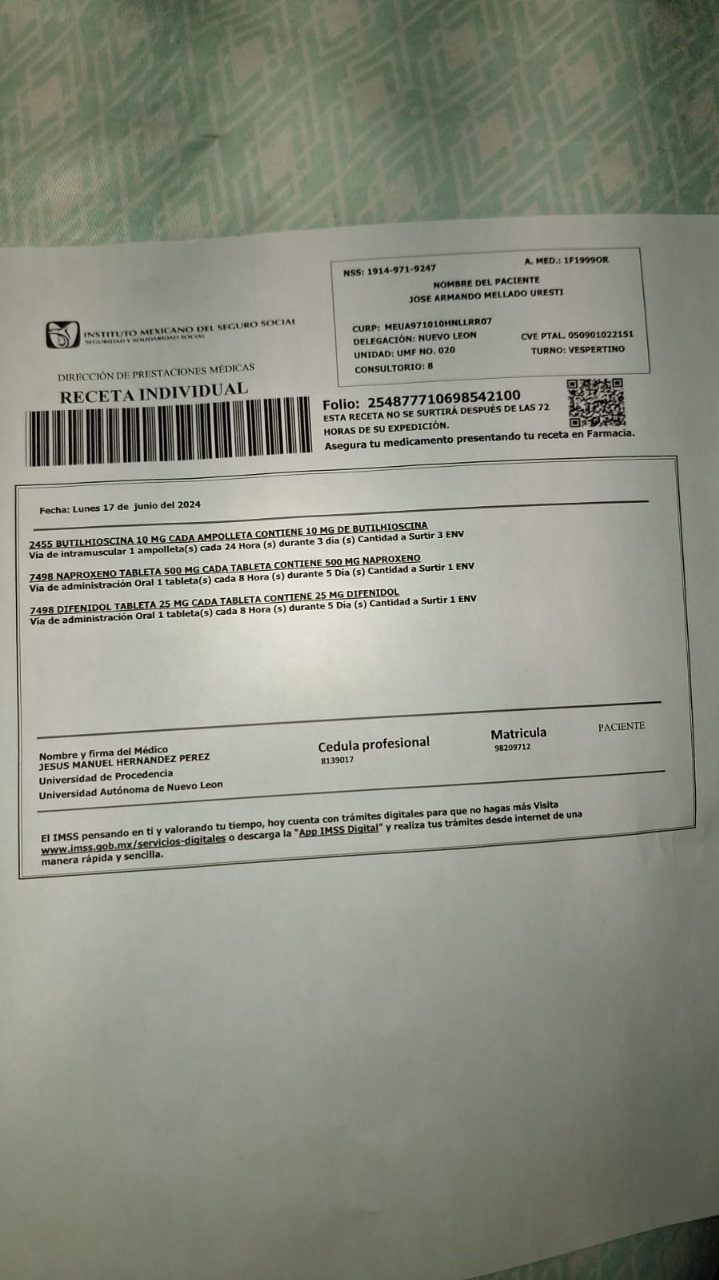 INSTITUTO MEXICANO DEL SEGURO SOCIAL
SEGURIDAD Y SOLIDARIDAD SOCIAL
DIRECCIÓN DE PRESTACIONES MÉDICAS
RECETA INDIVIDUAL
NSS: 1914-971-9247
A. MED.: 1F1999OR
NOMBRE DEL PACIENTE
JOSE ARMANDO MELLADO URESTI
CURP: MEUA971010HNLLRR07
DELEGACIÓN: NUEVO LEON
CVE PTAL. 050901022151
UNIDAD: UMF NO. 020
TURNO: VESPERTINO
CONSULTORIO: 8
Folio: 254877710698542100
ESTA RECETA NO SE SURTIRÁ DESPUÉS DE LAS 72
HORAS DE SU EXPEDICIÓN.
Asegura tu medicamento presentando tu receta en Farmacia.
Fecha: Lunes 17 de junio del 2024
2455 BUTILHIOSCINA 10 MG CADA AMPOLLETA CONTIENE 10 MG DE BUTILHIOSCINA
Vía de intramuscular 1 ampolleta(s) cada 24 Hora (s) durante 3 dia (s) Cantidad a Surtir 3 ENV
7498 NAPROXENO TABLETA 500 MG CADA TABLETA CONTIENE 500 MG NAPROXENO
Vía de administración Oral 1 tableta(s) cada 8 Hora (s) durante 5 Día (s) Cantidad a Surtir 1 ENV
7498 DIFENIDOL TABLETA 25 MG CADA TABLETA CONTIENE 25 MG DIFENIDOL
Vía de administración Oral 1 tableta(s) cada 8 Hora (s) durante 5 Día (s) Cantidad a Surtir 1 ENV
Nombre y firma del Médico
JESUS MANUEL HERNANDEZ PEREZ
Universidad de Procedencia
Universidad Autónoma de Nuevo Leon
Cedula profesional
8139017
Matricula
98209712
PACIENTE
El IMSS pensando en ti y valorando tu tiempo, hoy cuenta con trámites digitales para que no hagas más Visita
www.imss.gob.mx/servicios-digitales o descarga la "App IMSS Digital" y realiza tus trámites desde internet de una
manera rápida y sencilla.